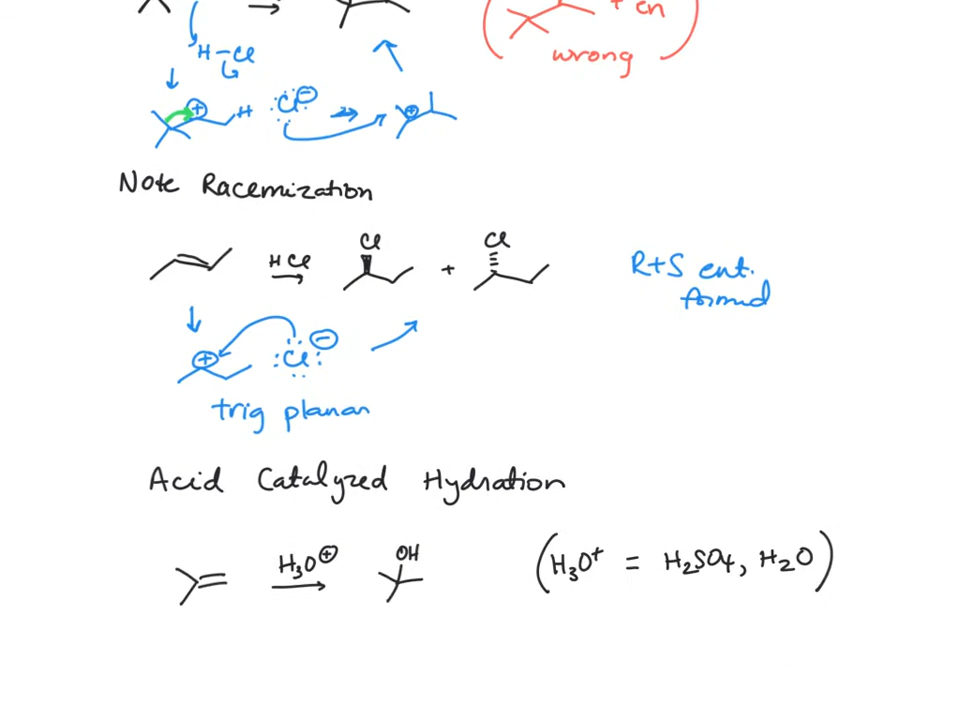 + en
wrong
H-Cl
+ H :Cl: ⊖ +
Note Racemization
Cl Cl
HCl + R+S ent.
formed
+ :Cl: ⊖
trig planar
Acid Catalyzed Hydration
H3O⊕ OH (H3O+ = H2SO4, H2O)